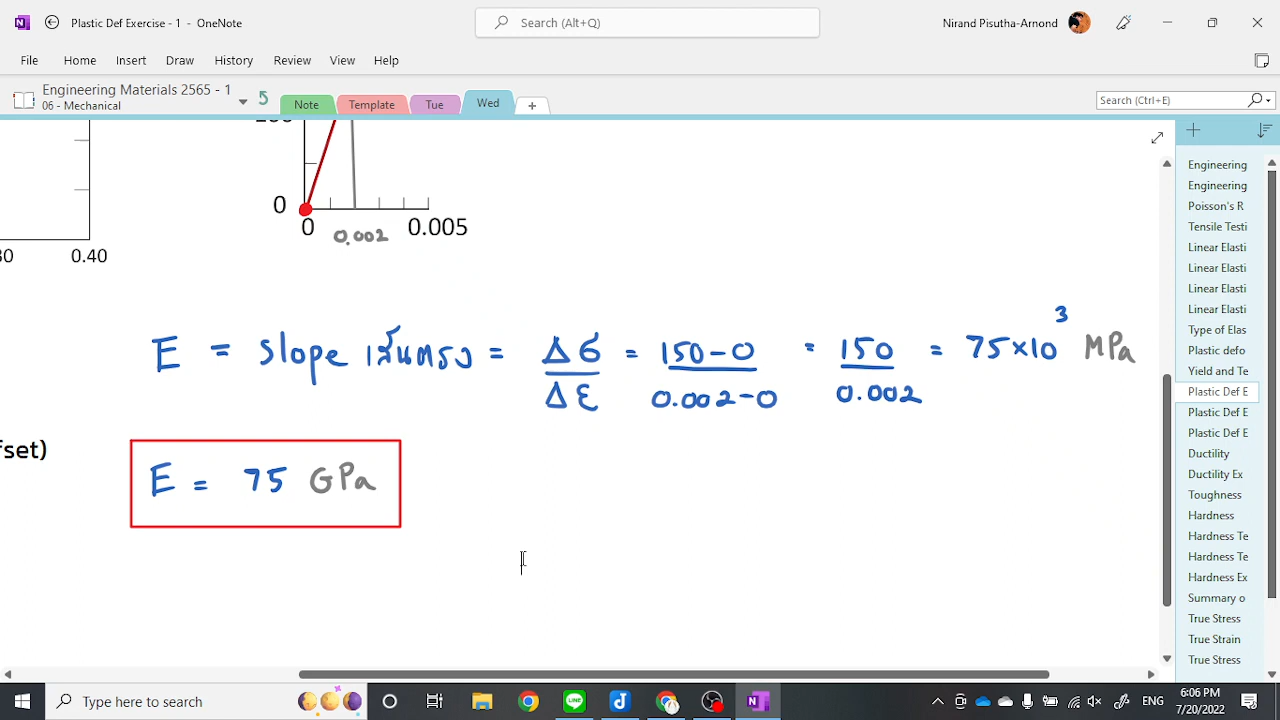 Plastic Def Exercise - 1 - OneNote
Search (Alt+Q)
Nirand Pisutha-Arnond
File Home Insert Draw History Review View Help
Engineering Materials 2565 - 1
06 - Mechanical
Note Template Tue Wed +
Search (Ctrl+E)
0
0
0.002
0.005
0.40
E = slope เส้นตรง = Δσ = 150-0 = 150 = 75×10³ MPa
Δε 0.002-0 0.002
fset)
E = 75 GPa
Engineering
Engineering
Poisson's R
Tensile Testi
Linear Elasti
Linear Elasti
Linear Elasti
Linear Elasti
Type of Elas
Plastic defo
Yield and Te
Plastic Def E
Plastic Def E
Plastic Def E
Ductility
Ductility Ex
Toughness
Hardness
Hardness Te
Hardness Te
Hardness Ex
Summary o
True Stress
True Strain
True Stress
Type here to search
LINE
ENG
6:06 PM
7/20/2022